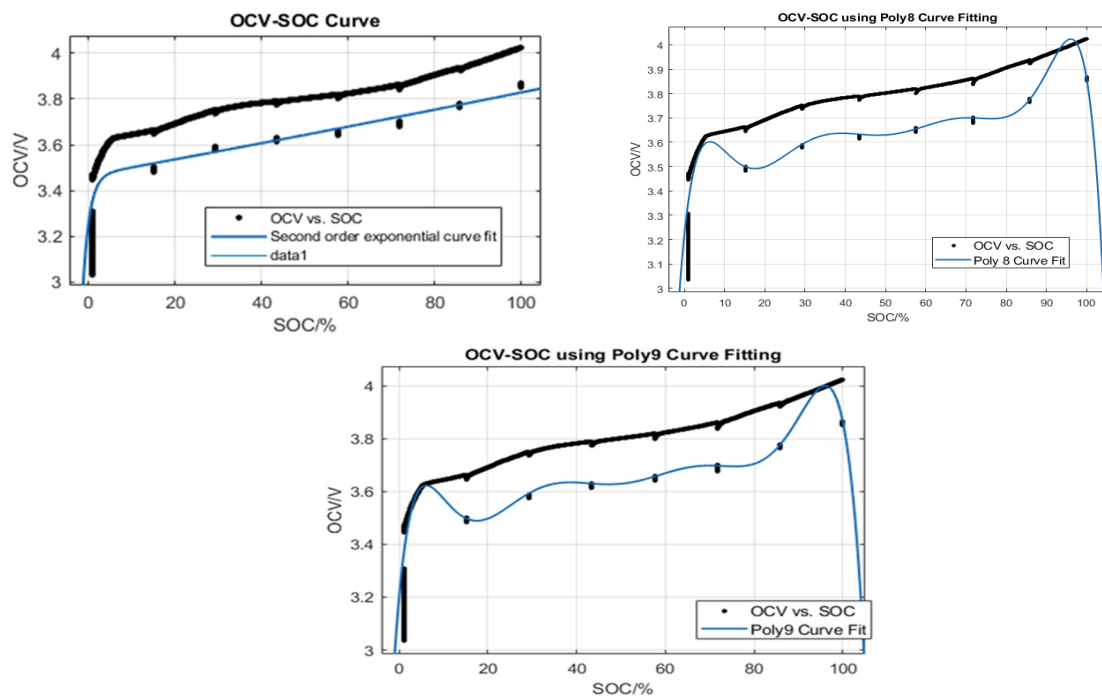 OCV-SOC Curve
4
3.8
3.6
3.4
3.2
3
OCV/V
OCV vs. SOC
Second order exponential curve fit
data1
0 20 40 60 80 100
SOC/%
OCV-SOC using Poly8 Curve Fitting
4
3.9
3.8
3.7
3.6
3.5
3.4
3.3
3.2
3.1
3
OCV/V
OCV vs. SOC
Poly 8 Curve Fit
0 10 20 30 40 50 60 70 80 90 100
SOC/%
OCV-SOC using Poly9 Curve Fitting
4
3.8
3.6
3.4
3.2
3
OCV/V
OCV vs. SOC
Poly9 Curve Fit
0 20 40 60 80 100
SOC/%